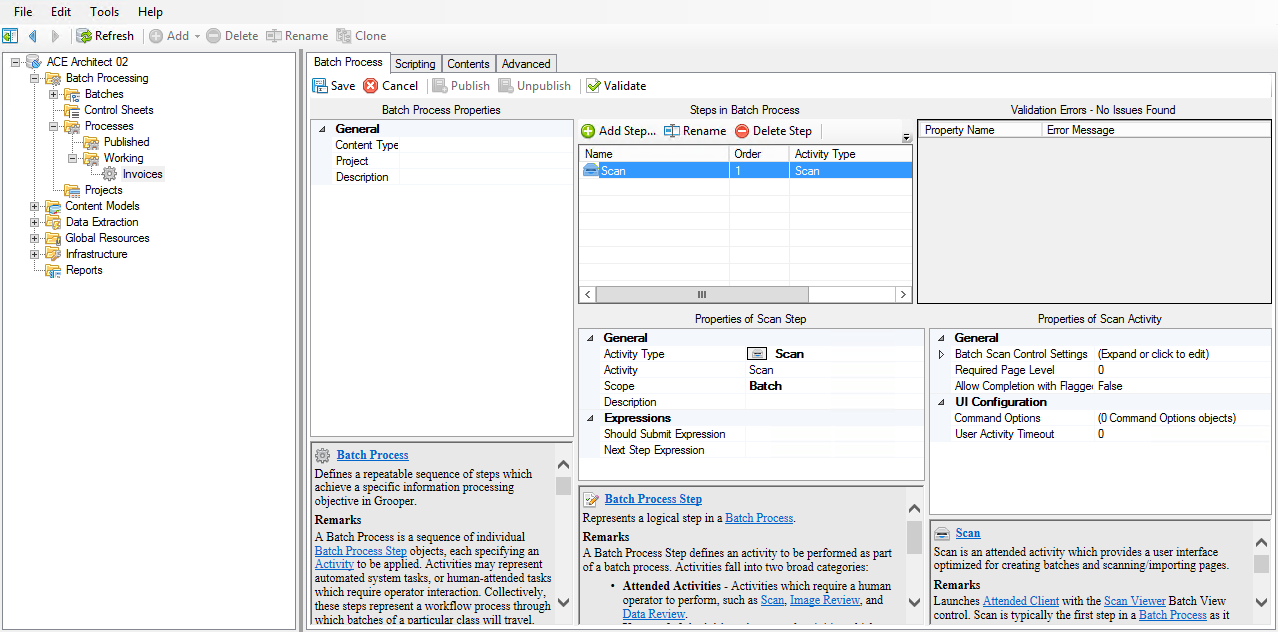 File Edit Tools Help
Refresh Add Delete Rename Clone
ACE Architect 02
Batch Processing
Batches
Control Sheets
Processes
Published
Working
Invoices
Projects
Content Models
Data Extraction
Global Resources
Infrastructure
Reports
Batch Process Scripting Contents Advanced
Save Cancel Publish Unpublish Validate
Batch Process Properties
General
Content Type
Project
Description
Batch Process
Defines a repeatable sequence of steps which
achieve a specific information processing
objective in Grooper.
Remarks
A Batch Process is a sequence of individual
Batch Process Step objects, each specifying an
Activity to be applied. Activities may represent
automated system tasks, or human-attended tasks
which require operator interaction. Collectively,
these steps represent a workflow process through
which batches of a particular class will travel.
Steps in Batch Process
Add Step... Rename Delete Step
Name Order Activity Type
Scan 1 Scan
Properties of Scan Step
General
Activity Type Scan
Activity Scan
Scope Batch
Description
Expressions
Should Submit Expression
Next Step Expression
Batch Process Step
Represents a logical step in a Batch Process.
Remarks
A Batch Process Step defines an activity to be performed as part
of a batch process. Activities fall into two broad categories:
• Attended Activities - Activities which require a human
operator to perform, such as Scan, Image Review, and
Data Review.
Validation Errors - No Issues Found
Property Name Error Message
Properties of Scan Activity
General
Batch Scan Control Settings (Expand or click to edit)
Required Page Level 0
Allow Completion with Flagge False
UI Configuration
Command Options (0 Command Options objects)
User Activity Timeout 0
Scan
Scan is an attended activity which provides a user interface
optimized for creating batches and scanning/importing pages.
Remarks
Launches Attended Client with the Scan Viewer Batch View
control. Scan is typically the first step in a Batch Process as it